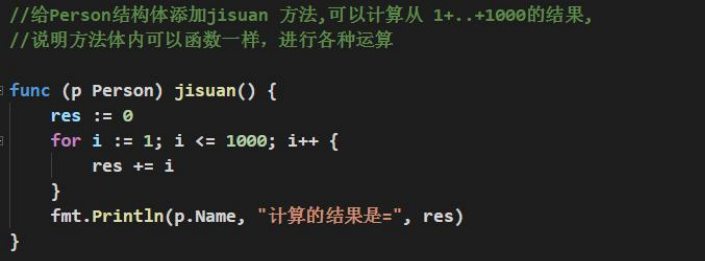 //给Person结构体添加jisuan 方法,可以计算从 1+..+1000的结果,
//说明方法体内可以函数一样，进行各种运算
func (p Person) jisuan() {
res := 0
for i := 1; i <= 1000; i++ {
res += i
}
fmt.Println(p.Name, "计算的结果是=", res)
}